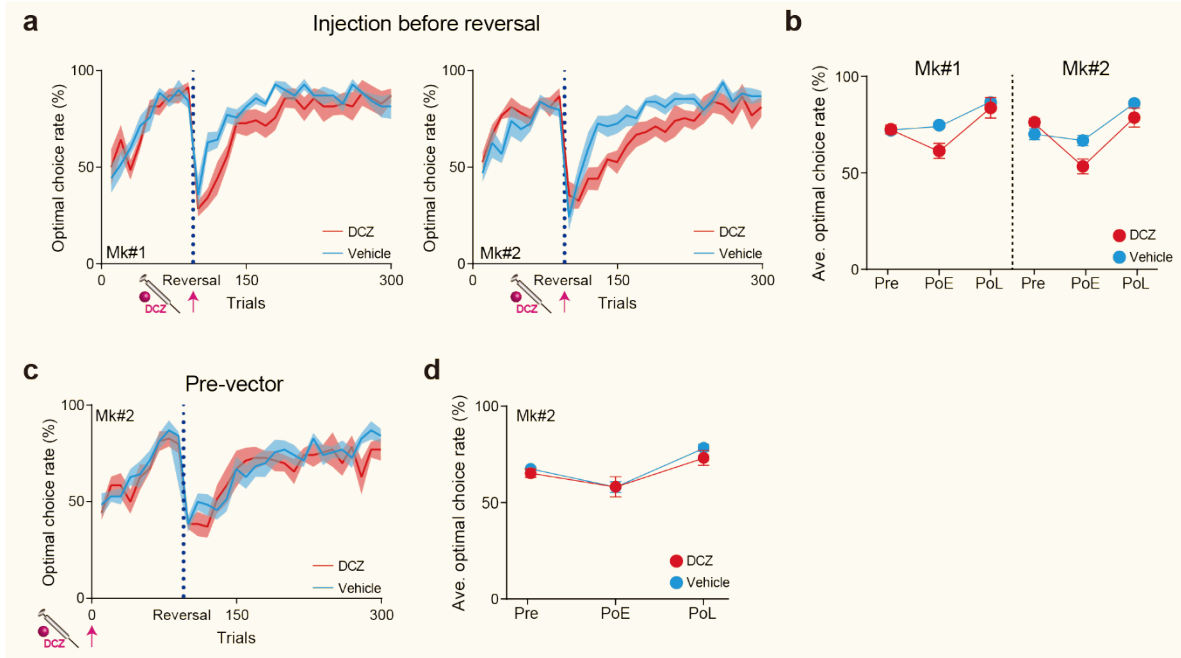 a
Injection before reversal
Optimal choice rate (%)
100
50
0
Mk#1
DCZ
Vehicle
0
Reversal
150
300
Trials
DCZ
Optimal choice rate (%)
100
50
0
Mk#2
DCZ
Vehicle
0
Reversal
150
300
Trials
DCZ
b
Mk#1
Mk#2
Ave. optimal choice rate (%)
100
50
0
DCZ
Vehicle
Pre
PoE
PoL
Pre
PoE
PoL
c
Pre-vector
Optimal choice rate (%)
100
50
0
Mk#2
DCZ
Vehicle
0
Reversal
150
300
Trials
DCZ
d
Ave. optimal choice rate (%)
100
50
0
Mk#2
DCZ
Vehicle
Pre
PoE
PoL